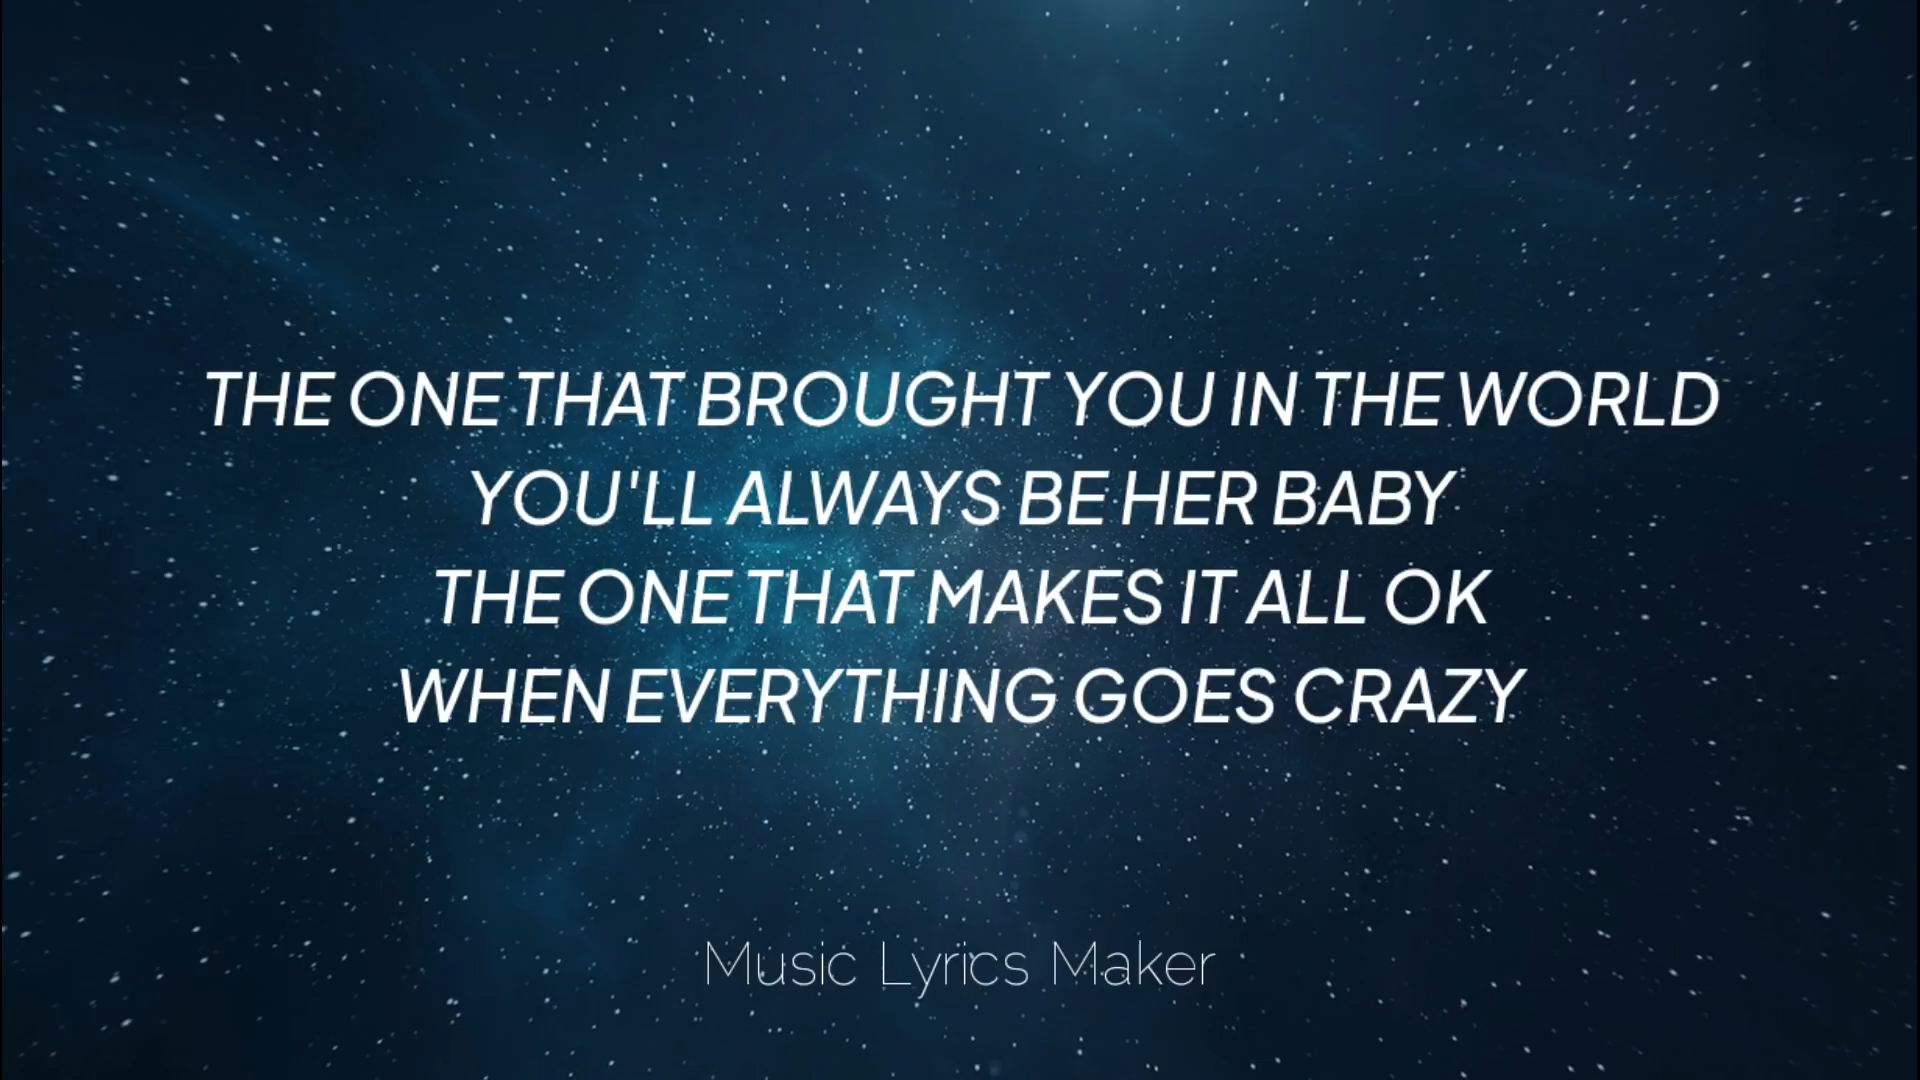 THE ONE THAT BROUGHT YOU IN THE WORLD
YOU'LL ALWAYS BE HER BABY
THE ONE THAT MAKES IT ALL OK
WHEN EVERYTHING GOES CRAZY
Music Lyrics Maker